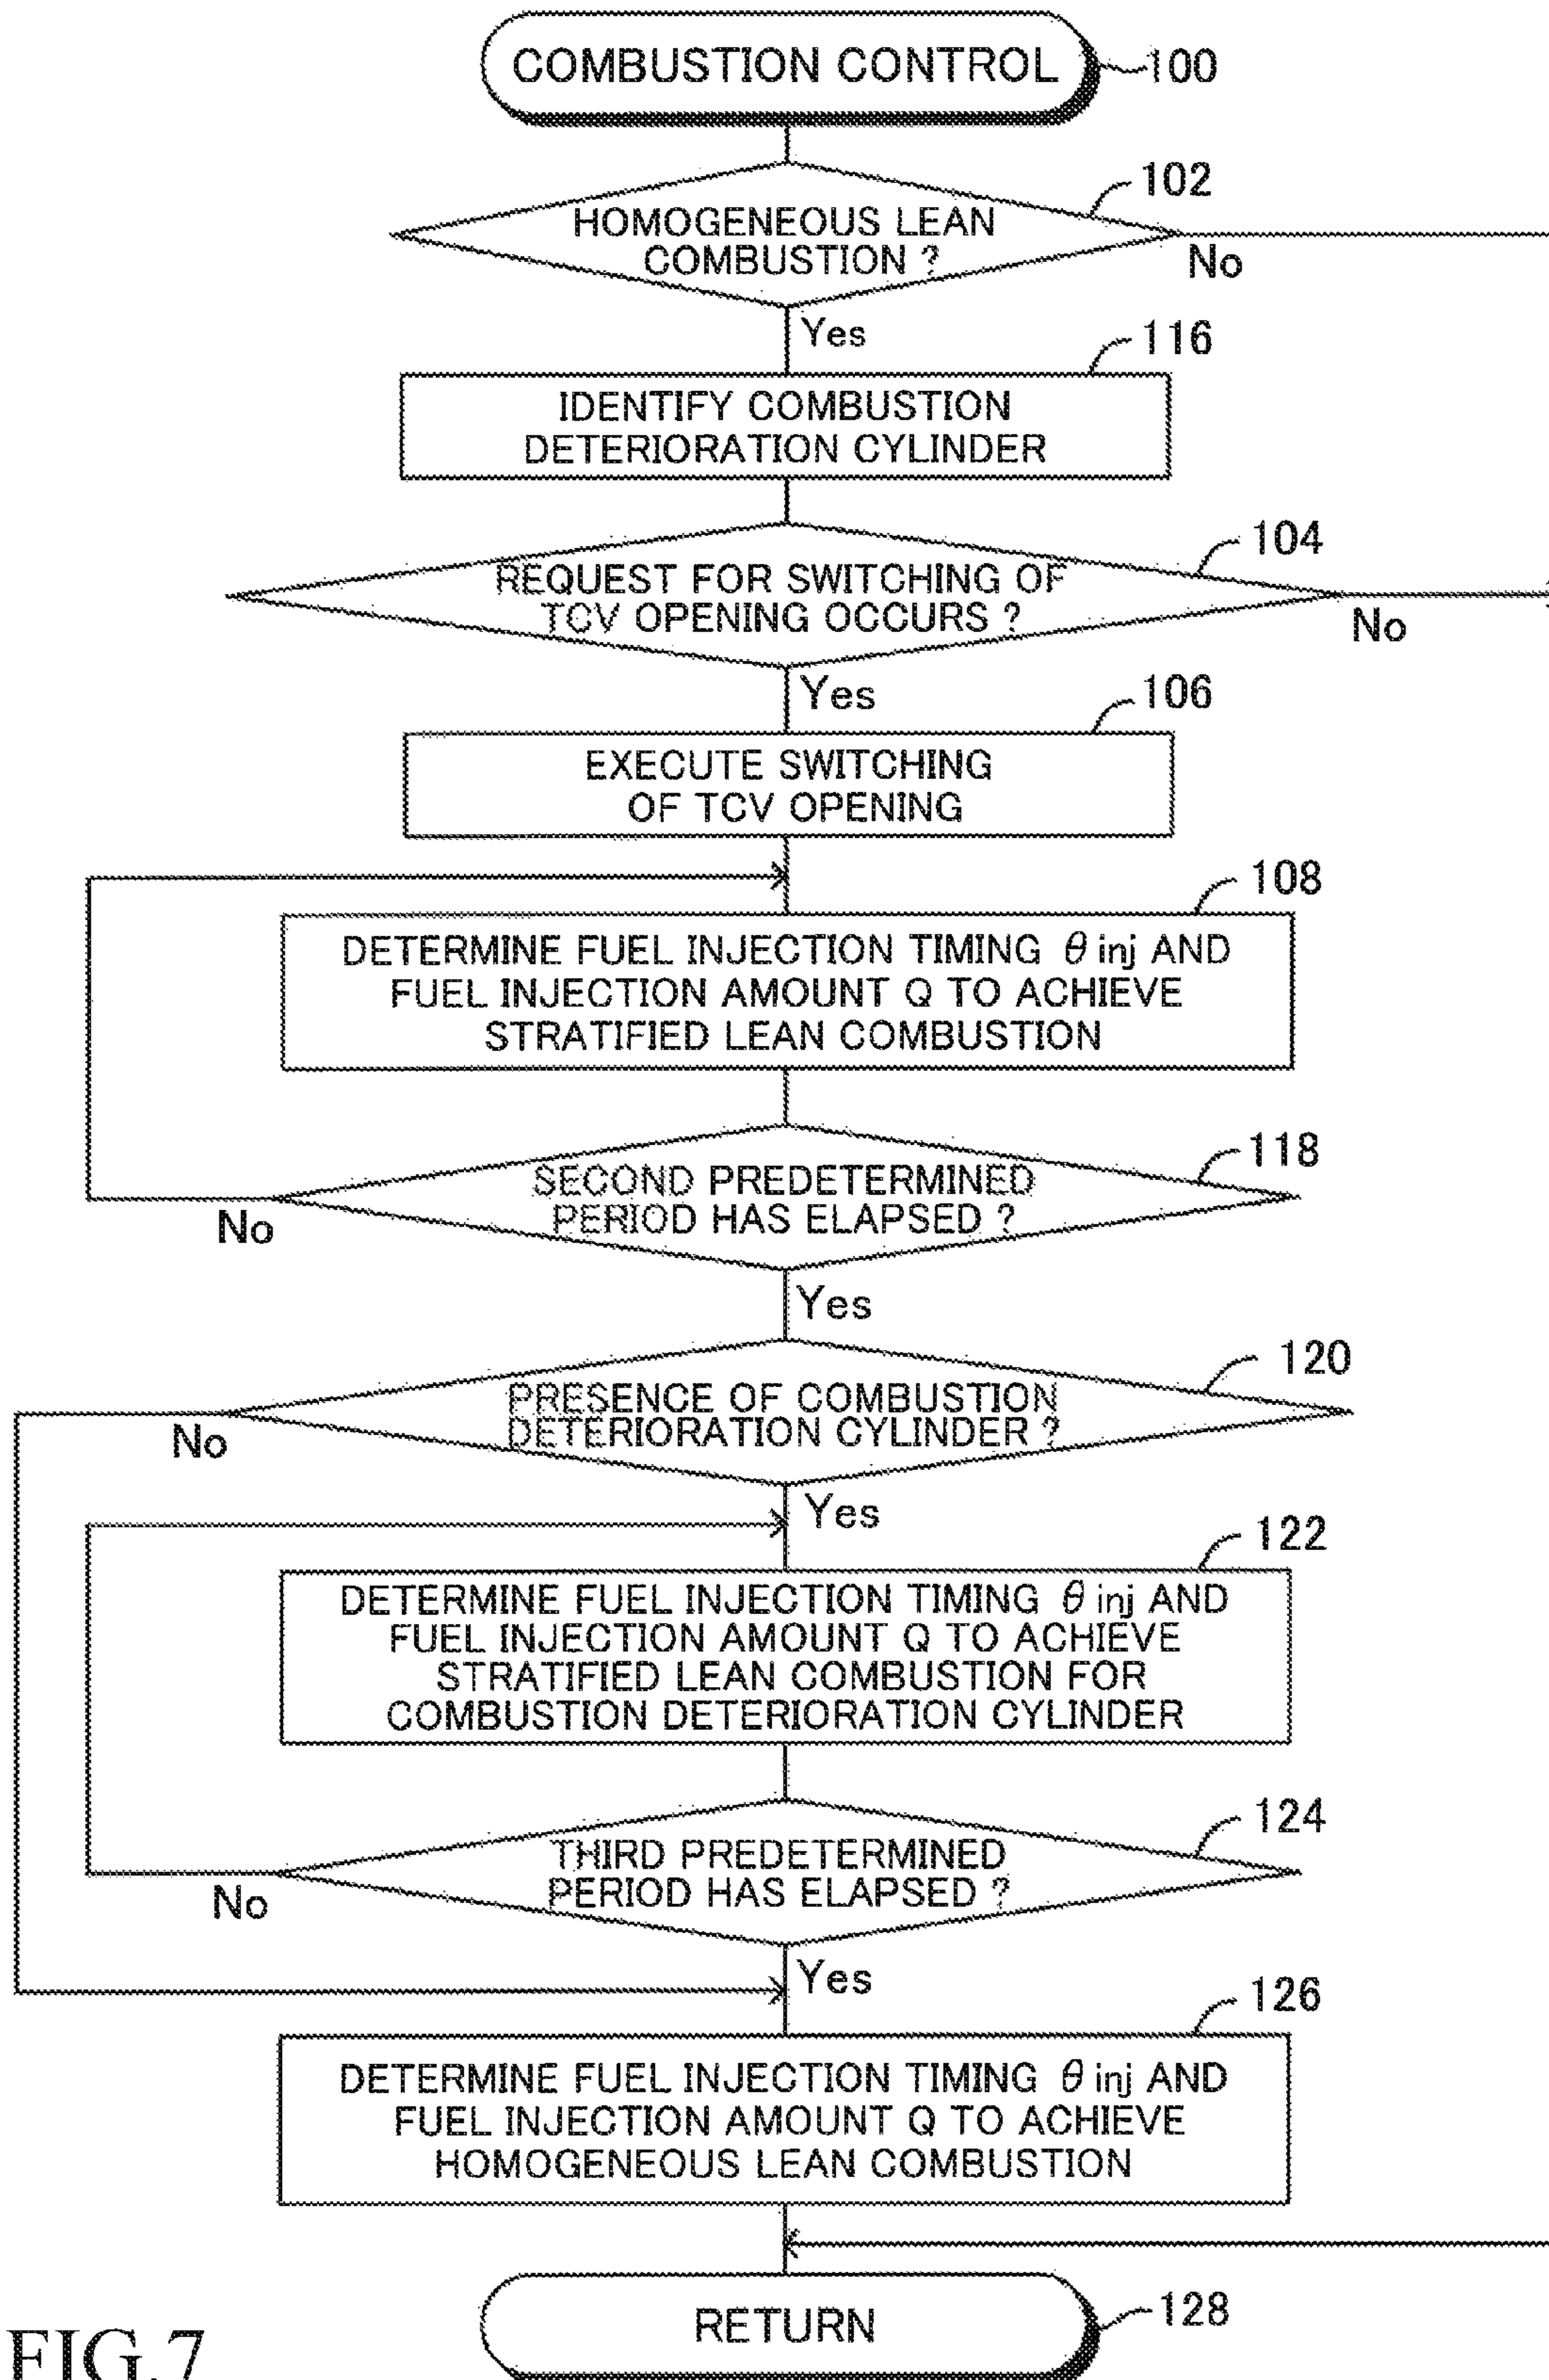 COMBUSTION CONTROL
100
102
HOMOGENEOUS LEAN
COMBUSTION ?
No
Yes
116
IDENTIFY COMBUSTION
DETERIORATION CYLINDER
104
REQUEST FOR SWITCHING OF
TCV OPENING OCCURS ?
No
Yes
106
EXECUTE SWITCHING
OF TCV OPENING
108
DETERMINE FUEL INJECTION TIMING θ inj AND
FUEL INJECTION AMOUNT Q TO ACHIEVE
STRATIFIED LEAN COMBUSTION
118
SECOND PREDETERMINED
PERIOD HAS ELAPSED ?
No
Yes
120
PRESENCE OF COMBUSTION
DETERIORATION CYLINDER ?
No
Yes
122
DETERMINE FUEL INJECTION TIMING θ inj AND
FUEL INJECTION AMOUNT Q TO ACHIEVE
STRATIFIED LEAN COMBUSTION FOR
COMBUSTION DETERIORATION CYLINDER
124
THIRD PREDETERMINED
PERIOD HAS ELAPSED ?
No
Yes
126
DETERMINE FUEL INJECTION TIMING θ inj AND
FUEL INJECTION AMOUNT Q TO ACHIEVE
HOMOGENEOUS LEAN COMBUSTION
RETURN
128
FIG.7